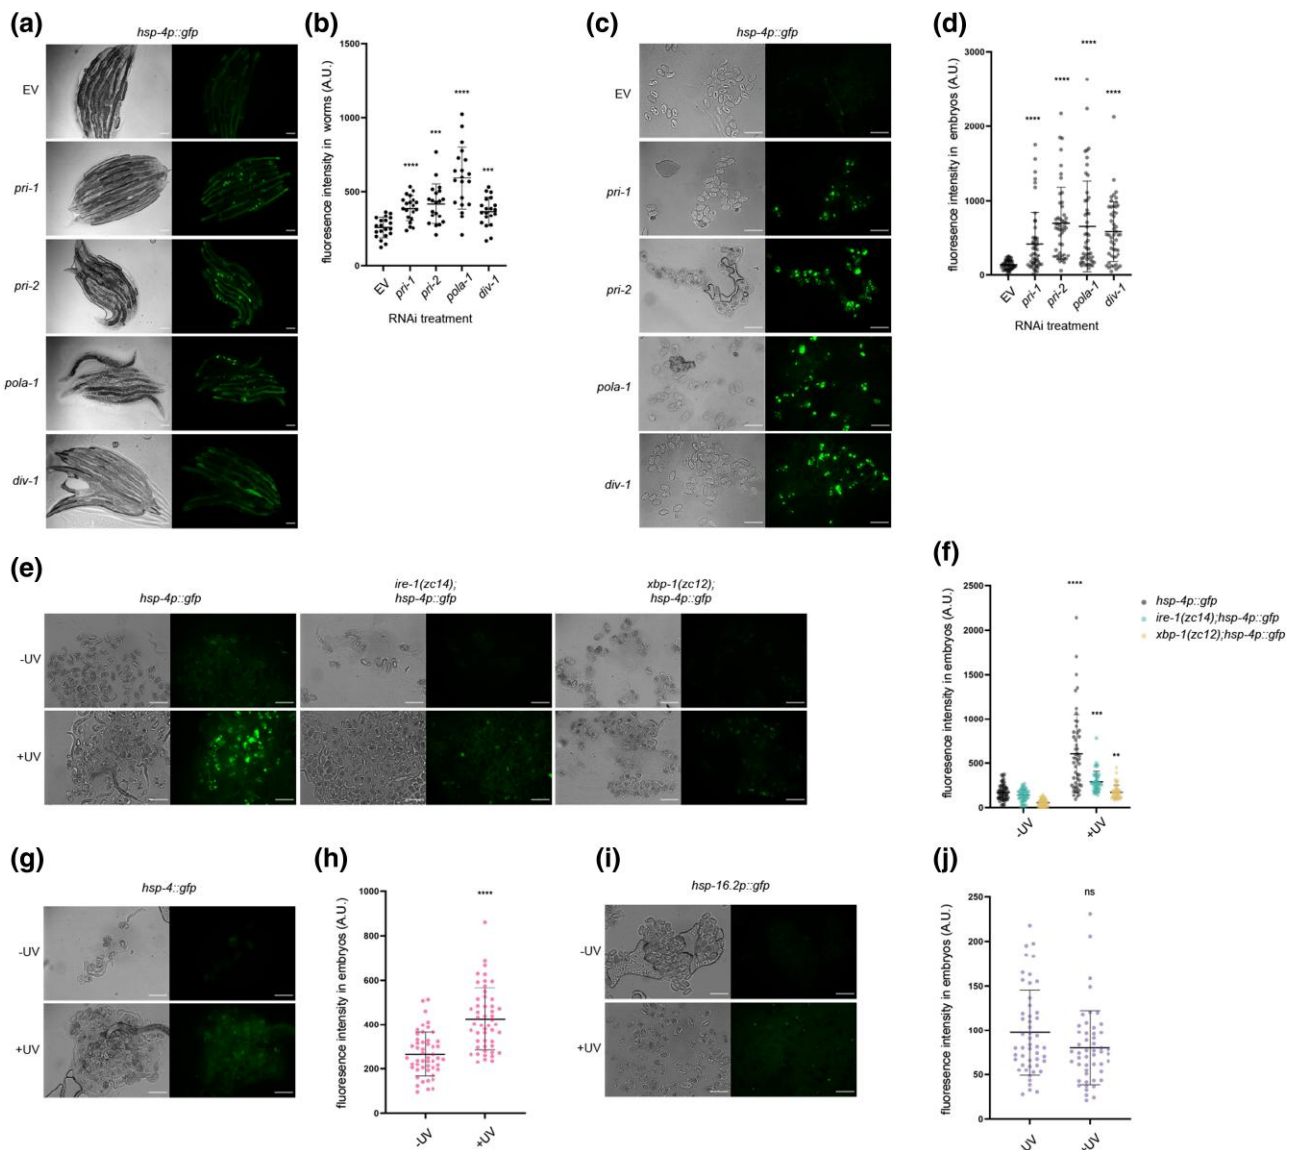 (a)
hsp-4p::gfp
EV
pri-1
pri-2
pola-1
div-1
(b)
fluoresence intensity in worms (A.U.)
1500
1000
500
0
****
***
****
***
EV
pri-1
pri-2
pola-1
div-1
RNAi treatment
(c)
hsp-4p::gfp
EV
pri-1
pri-2
pola-1
div-1
(d)
fluoresence intensity in embryos (A.U.)
3000
2000
1000
0
****
****
****
****
EV
pri-1
pri-2
pola-1
div-1
RNAi treatment
(e)
hsp-4p::gfp
ire-1(zc14);
hsp-4p::gfp
xbp-1(zc12);
hsp-4p::gfp
-UV
+UV
(f)
fluoresence intensity in embryos (A.U.)
2500
2000
1500
1000
500
0
****
***
**
-UV
+UV
hsp-4p::gfp
ire-1(zc14);hsp-4p::gfp
xbp-1(zc12);hsp-4p::gfp
(g)
hsp-4::gfp
-UV
+UV
(h)
fluoresence intensity in embryos (A.U.)
1000
800
600
400
200
0
****
-UV
+UV
(i)
hsp-16.2p::gfp
-UV
+UV
(j)
fluoresence intensity in embryos (A.U.)
250
200
150
100
50
0
ns
-UV
+UV